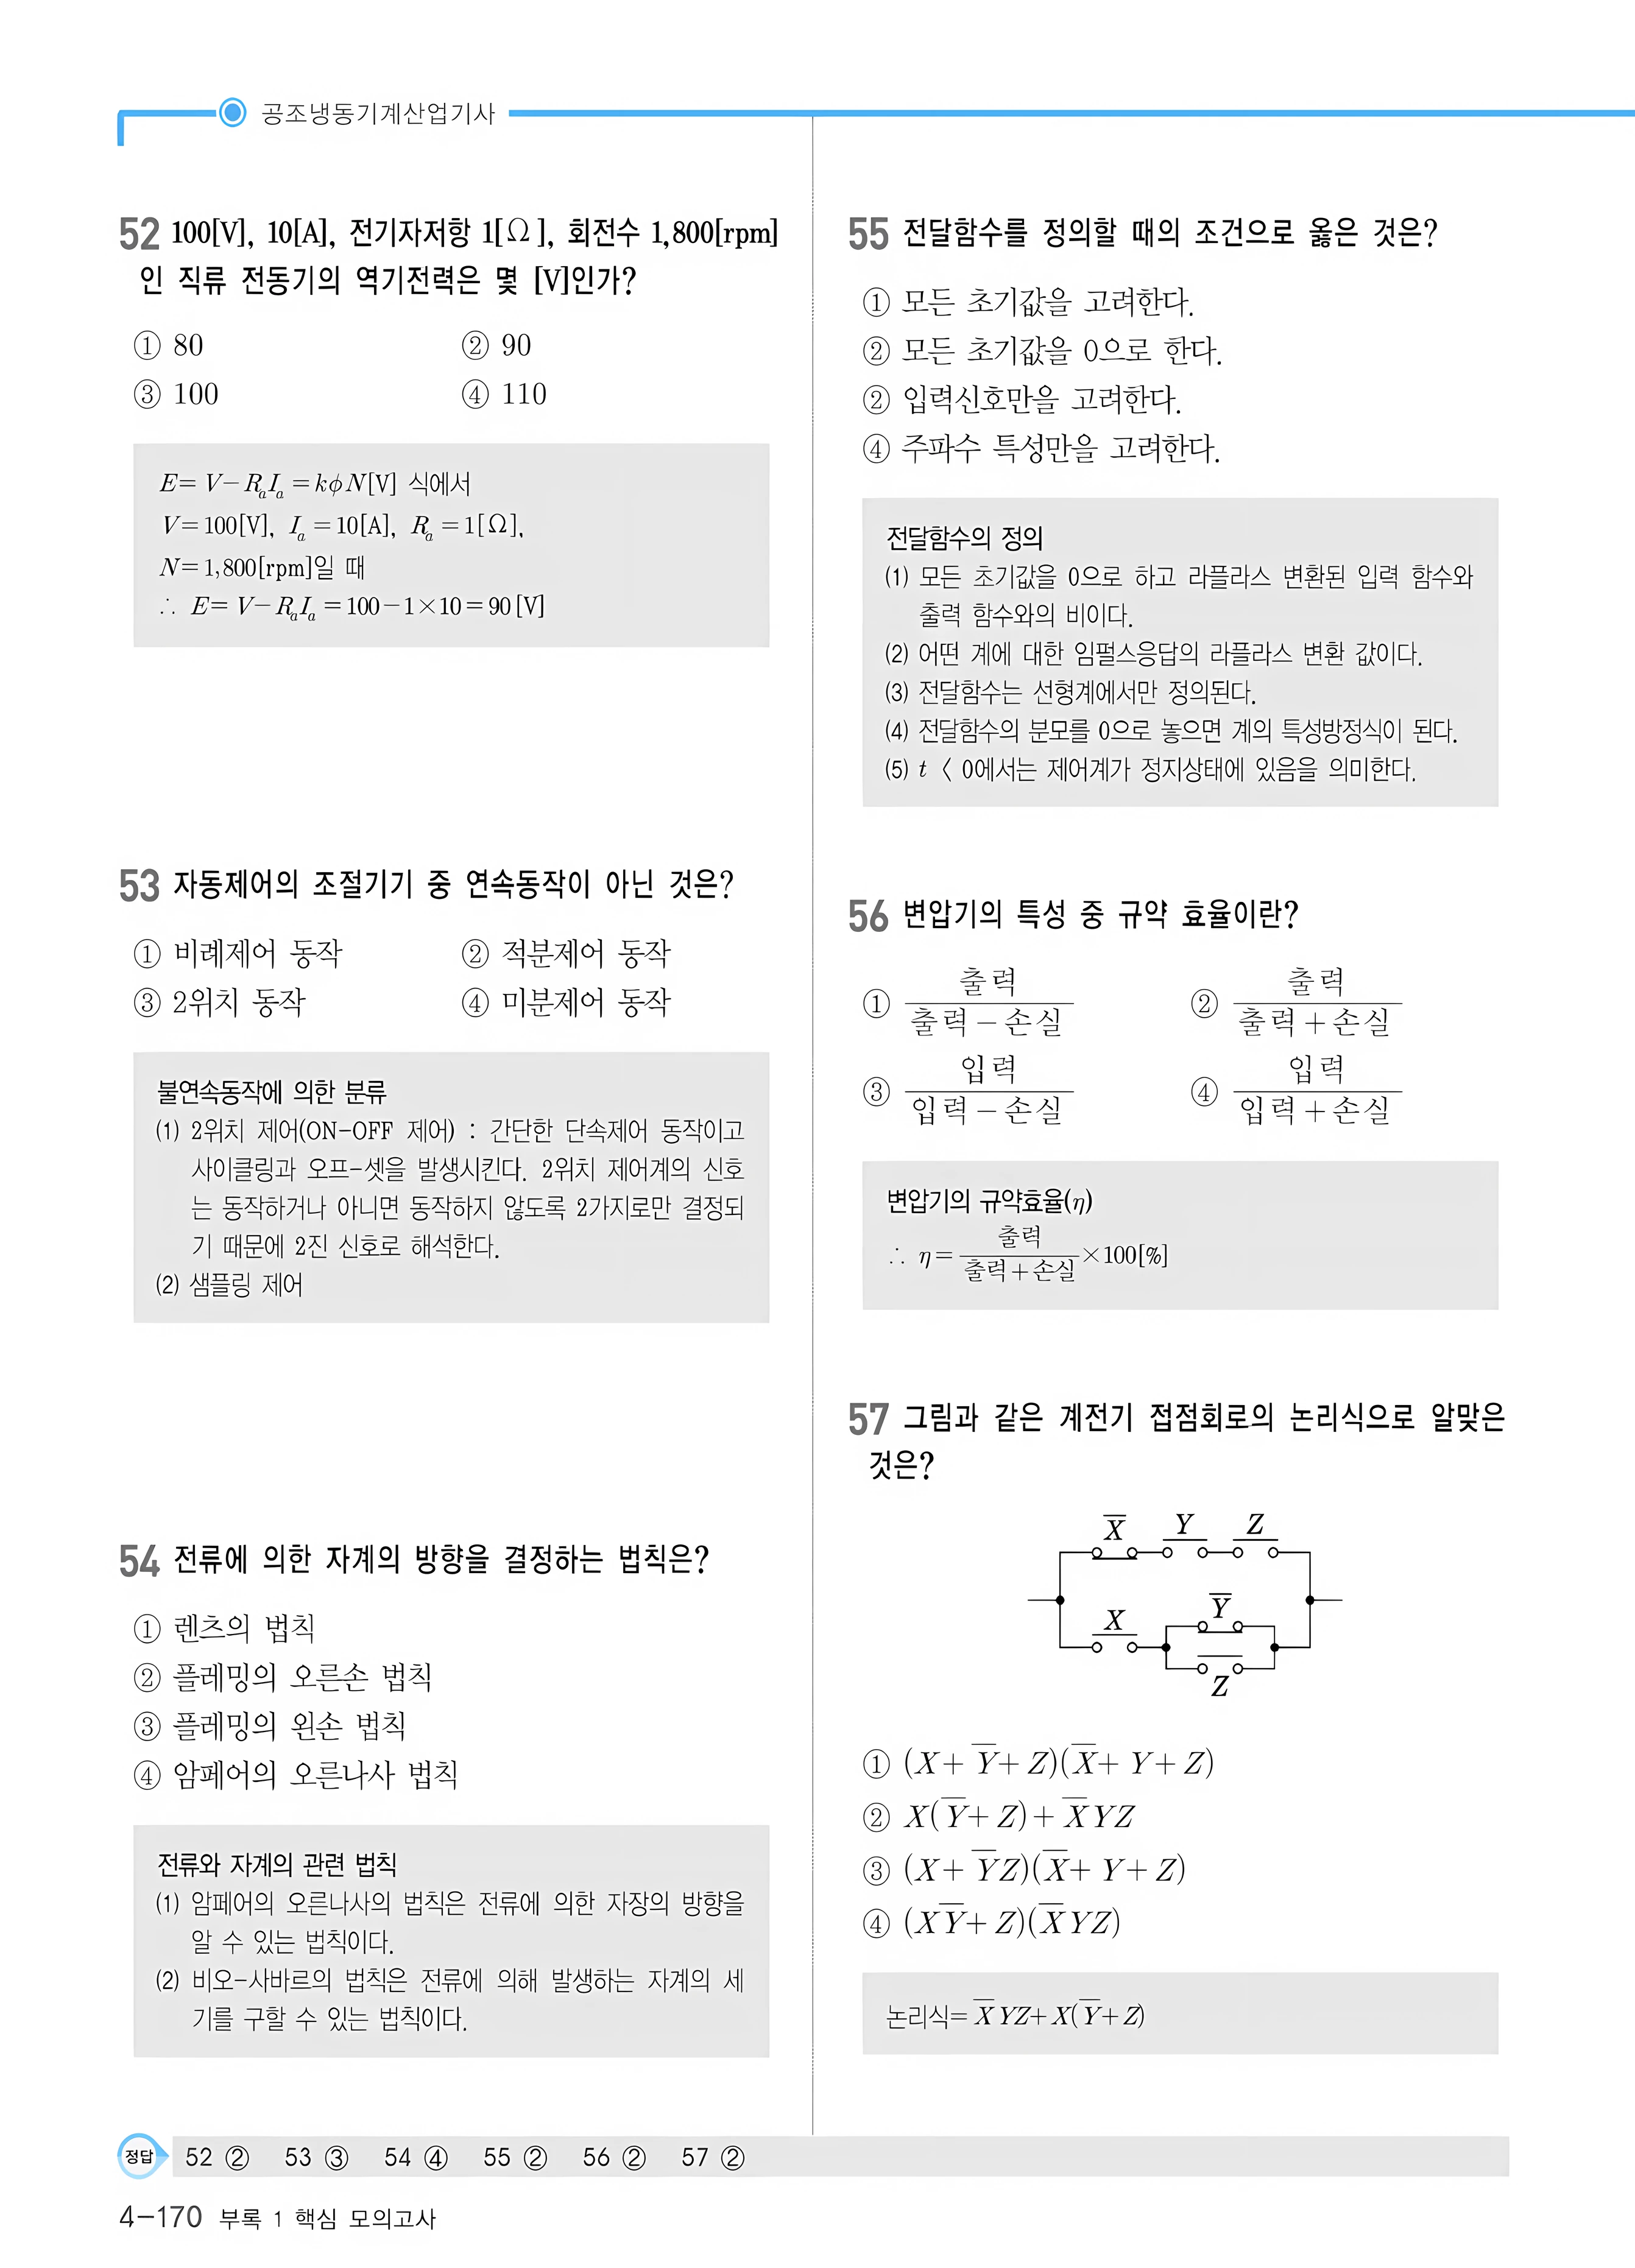 공조냉동기계산업기사
52 100[V], 10[A], 전기자저항 1[Ω], 회전수 1,800[rpm]
인 직류 전동기의 역기전력은 몇 [V]인가?
① 80 ② 90
③ 100 ④ 110
E = V − RₐIₐ = kϕN[V] 식에서
V = 100[V], Iₐ = 10[A], Rₐ = 1[Ω],
N = 1,800[rpm]일 때
∴ E = V − RₐIₐ = 100 − 1×10 = 90[V]
53 자동제어의 조절기기 중 연속동작이 아닌 것은?
① 비례제어 동작 ② 적분제어 동작
③ 2위치 동작 ④ 미분제어 동작
불연속동작에 의한 분류
(1) 2위치 제어(ON-OFF 제어) : 간단한 단속제어 동작이고
사이클링과 오프-셋을 발생시킨다. 2위치 제어계의 신호
는 동작하거나 아니면 동작하지 않도록 2가지로만 결정되
기 때문에 2진 신호로 해석한다.
(2) 샘플링 제어
54 전류에 의한 자계의 방향을 결정하는 법칙은?
① 렌츠의 법칙
② 플레밍의 오른손 법칙
③ 플레밍의 왼손 법칙
④ 암페어의 오른나사 법칙
전류와 자계의 관련 법칙
(1) 암페어의 오른나사의 법칙은 전류에 의한 자장의 방향을
알 수 있는 법칙이다.
(2) 비오-사바르의 법칙은 전류에 의해 발생하는 자계의 세
기를 구할 수 있는 법칙이다.
55 전달함수를 정의할 때의 조건으로 옳은 것은?
① 모든 초기값을 고려한다.
② 모든 초기값을 0으로 한다.
② 입력신호만을 고려한다.
④ 주파수 특성만을 고려한다.
전달함수의 정의
(1) 모든 초기값을 0으로 하고 라플라스 변환된 입력 함수와
출력 함수와의 비이다.
(2) 어떤 계에 대한 임펄스응답의 라플라스 변환 값이다.
(3) 전달함수는 선형계에서만 정의된다.
(4) 전달함수의 분모를 0으로 놓으면 계의 특성방정식이 된다.
(5) t < 0에서는 제어계가 정지상태에 있음을 의미한다.
56 변압기의 특성 중 규약 효율이란?
① 출력/(출력−손실) ② 출력/(출력+손실)
③ 입력/(입력−손실) ④ 입력/(입력+손실)
변압기의 규약효율(η)
∴ η = 출력/(출력+손실) ×100[%]
57 그림과 같은 계전기 접점회로의 논리식으로 알맞은
것은?
X̅ Y Z
Y̅
X
Z
① (X + Y̅ + Z)(X̅ + Y + Z)
② X(Y̅ + Z) + X̅YZ
③ (X + Y̅Z)(X̅ + Y + Z)
④ (XY̅ + Z)(X̅YZ)
논리식= X̅YZ + X(Y̅ + Z)
정답 52 ② 53 ③ 54 ④ 55 ② 56 ② 57 ②
4-170 부록 1 핵심 모의고사